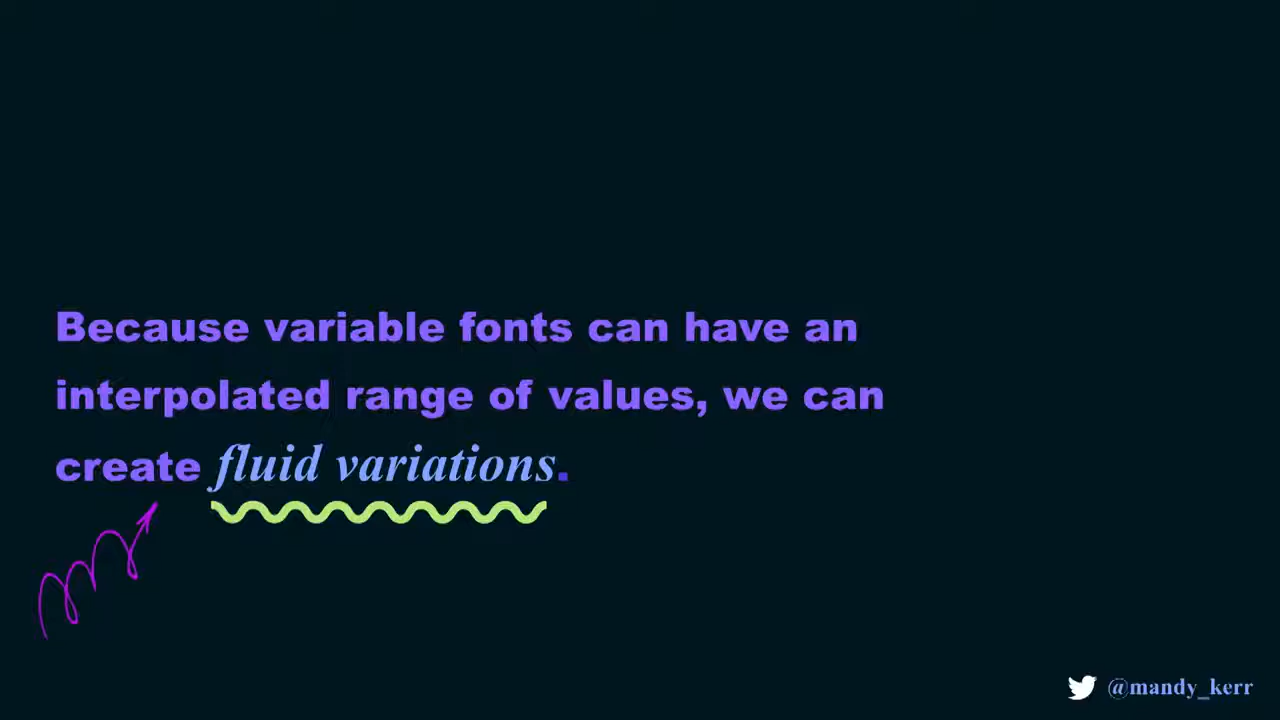 Because variable fonts can have an
interpolated range of values, we can
create fluid variations.
@mandy_kerr